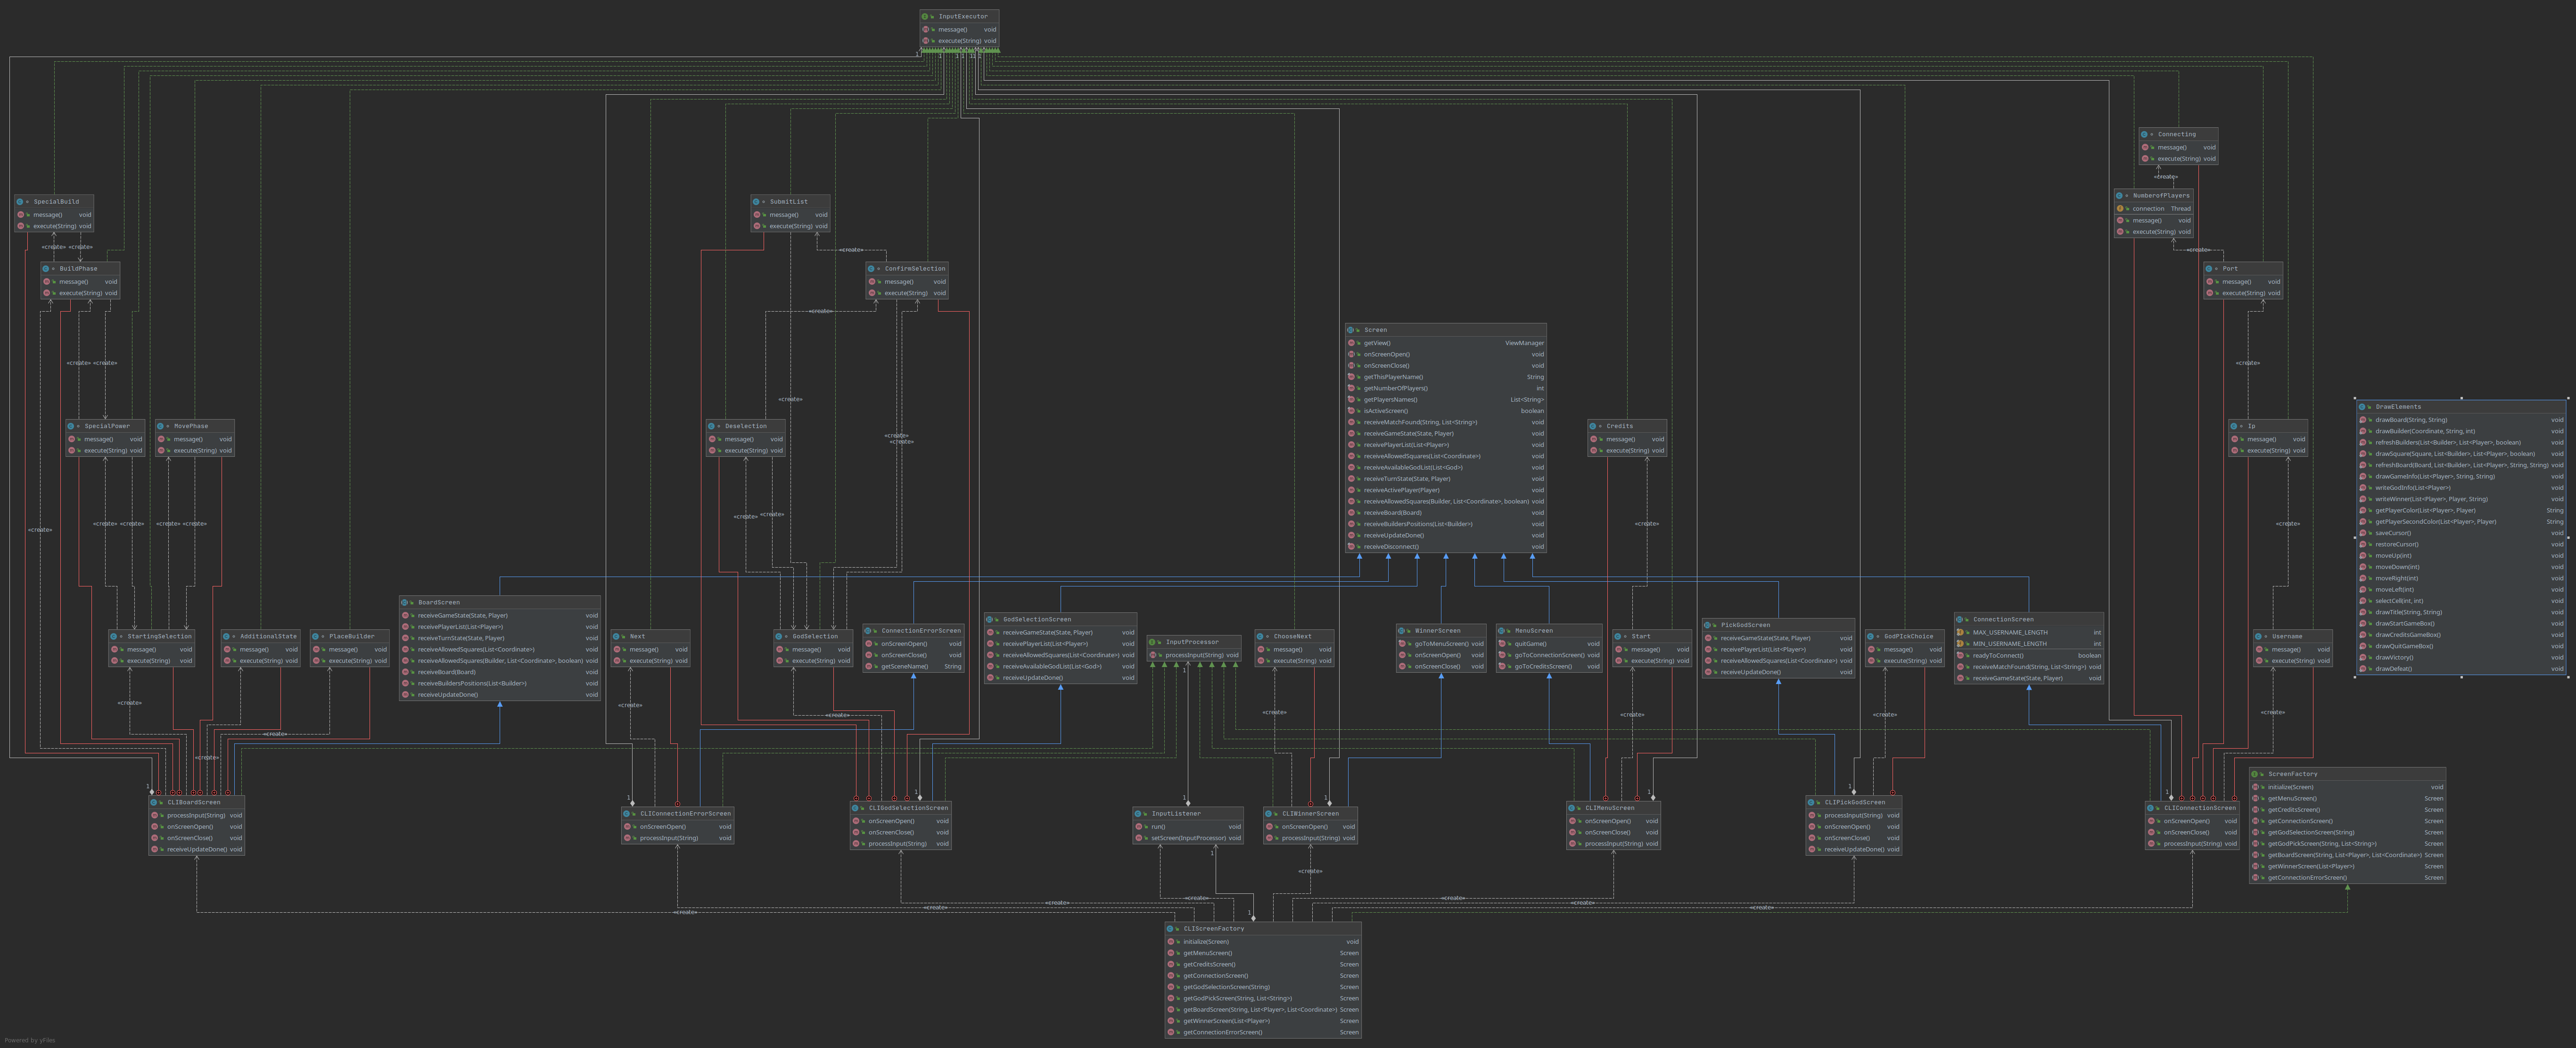 InputExecutor
message() void
execute(String) void
1
1
1
1
1
1
1
Connecting
message() void
execute(String) void
«create»
SpecialBuild
message() void
execute(String) void
SubmitList
message() void
execute(String) void
NumberofPlayers
connection Thread
message() void
execute(String) void
«create» «create»
«create»
«create»
BuildPhase
message() void
execute(String) void
ConfirmSelection
message() void
execute(String) void
Port
message() void
execute(String) void
«create»
Screen
getView() ViewManager
onScreenOpen() void
onScreenClose() void
getThisPlayerName() String
getNumberOfPlayers() int
getPlayersNames() List<String>
isActiveScreen() boolean
receiveMatchFound(String, List<String>) void
receiveGameState(State, Player) void
receivePlayerList(List<Player>) void
receiveAllowedSquares(List<Coordinate>) void
receiveAvailableGodList(List<God>) void
receiveTurnState(State, Player) void
receiveActivePlayer(Player) void
receiveAllowedSquares(Builder, List<Coordinate>, boolean) void
receiveBoard(Board) void
receiveBuildersPositions(List<Builder>) void
receiveUpdateDone() void
receiveDisconnect() void
«create» «create»
«create»
«create»
DrawElements
drawBoard(String, String) void
drawBuilder(Coordinate, String, int) void
refreshBuilders(List<Builder>, List<Player>, boolean) void
drawSquare(Square, List<Builder>, List<Player>, boolean) void
refreshBoard(Board, List<Builder>, List<Player>, String, String) void
drawGameInfo(List<Player>, String, String) void
writeGodInfo(List<Player>) void
writeWinner(List<Player>, Player, String) void
getPlayerColor(List<Player>, Player) String
getPlayerSecondColor(List<Player>, Player) String
saveCursor() void
restoreCursor() void
moveUp(int) void
moveDown(int) void
moveRight(int) void
moveLeft(int) void
selectCell(int, int) void
drawTitle(String, String) void
drawStartGameBox() void
drawCreditsGameBox() void
drawQuitGameBox() void
drawVictory() void
drawDefeat() void
SpecialPower
message() void
execute(String) void
MovePhase
message() void
execute(String) void
Deselection
message() void
execute(String) void
Credits
message() void
execute(String) void
Ip
message() void
execute(String) void
«create»
«create»
«create» «create» «create» «create»
«create» «create»
«create»
«create»
«create»
BoardScreen
receiveGameState(State, Player) void
receivePlayerList(List<Player>) void
receiveTurnState(State, Player) void
receiveAllowedSquares(List<Coordinate>) void
receiveAllowedSquares(Builder, List<Coordinate>, boolean) void
receiveBoard(Board) void
receiveBuildersPositions(List<Builder>) void
receiveUpdateDone() void
StartingSelection
message() void
execute(String) void
AdditionalState
message() void
execute(String) void
PlaceBuilder
message() void
execute(String) void
Next
message() void
execute(String) void
GodSelection
message() void
execute(String) void
ConnectionErrorScreen
onScreenOpen() void
onScreenClose() void
getSceneName() String
GodSelectionScreen
receiveGameState(State, Player) void
receivePlayerList(List<Player>) void
receiveAllowedSquares(List<Coordinate>) void
receiveAvailableGodList(List<God>) void
receiveUpdateDone() void
InputProcessor
processInput(String) void
ChooseNext
message() void
execute(String) void
WinnerScreen
goToMenuScreen() void
onScreenOpen() void
onScreenClose() void
MenuScreen
quitGame() void
goToConnectionScreen() void
goToCreditsScreen() void
Start
message() void
execute(String) void
PickGodScreen
receiveGameState(State, Player) void
receivePlayerList(List<Player>) void
receiveAllowedSquares(List<Coordinate>) void
receiveUpdateDone() void
GodPIckChoice
message() void
execute(String) void
ConnectionScreen
MAX_USERNAME_LENGTH int
MIN_USERNAME_LENGTH int
readyToConnect() boolean
receiveMatchFound(String, List<String>) void
receiveGameState(State, Player) void
Username
message() void
execute(String) void
«create»
«create»
«create»
«create»
«create»
«create»
«create»
«create»
«create»
1
1
1
1
1
1
1
1
CLIBoardScreen
processInput(String) void
onScreenOpen() void
onScreenClose() void
receiveUpdateDone() void
CLIConnectionErrorScreen
onScreenOpen() void
processInput(String) void
CLIGodSelectionScreen
onScreenOpen() void
onScreenClose() void
processInput(String) void
InputListener
run() void
setScreen(InputProcessor) void
CLIWinnerScreen
onScreenOpen() void
processInput(String) void
CLIMenuScreen
onScreenOpen() void
onScreenClose() void
processInput(String) void
CLIPickGodScreen
processInput(String) void
onScreenOpen() void
onScreenClose() void
receiveUpdateDone() void
CLIConnectionScreen
onScreenOpen() void
onScreenClose() void
processInput(String) void
ScreenFactory
initialize(Screen) void
getMenuScreen() Screen
getCreditsScreen() Screen
getConnectionScreen() Screen
getGodSelectionScreen(String) Screen
getGodPickScreen(String, List<String>) Screen
getBoardScreen(String, List<Player>, List<Coordinate>) Screen
getWinnerScreen(List<Player>) Screen
getConnectionErrorScreen() Screen
1
«create»
«create»
«create»
«create»
«create»
«create»
«create»
«create»
1
CLIScreenFactory
initialize(Screen) void
getMenuScreen() Screen
getCreditsScreen() Screen
getConnectionScreen() Screen
getGodSelectionScreen(String) Screen
getGodPickScreen(String, List<String>) Screen
getBoardScreen(String, List<Player>, List<Coordinate>) Screen
getWinnerScreen(List<Player>) Screen
getConnectionErrorScreen() Screen
Powered by yFiles